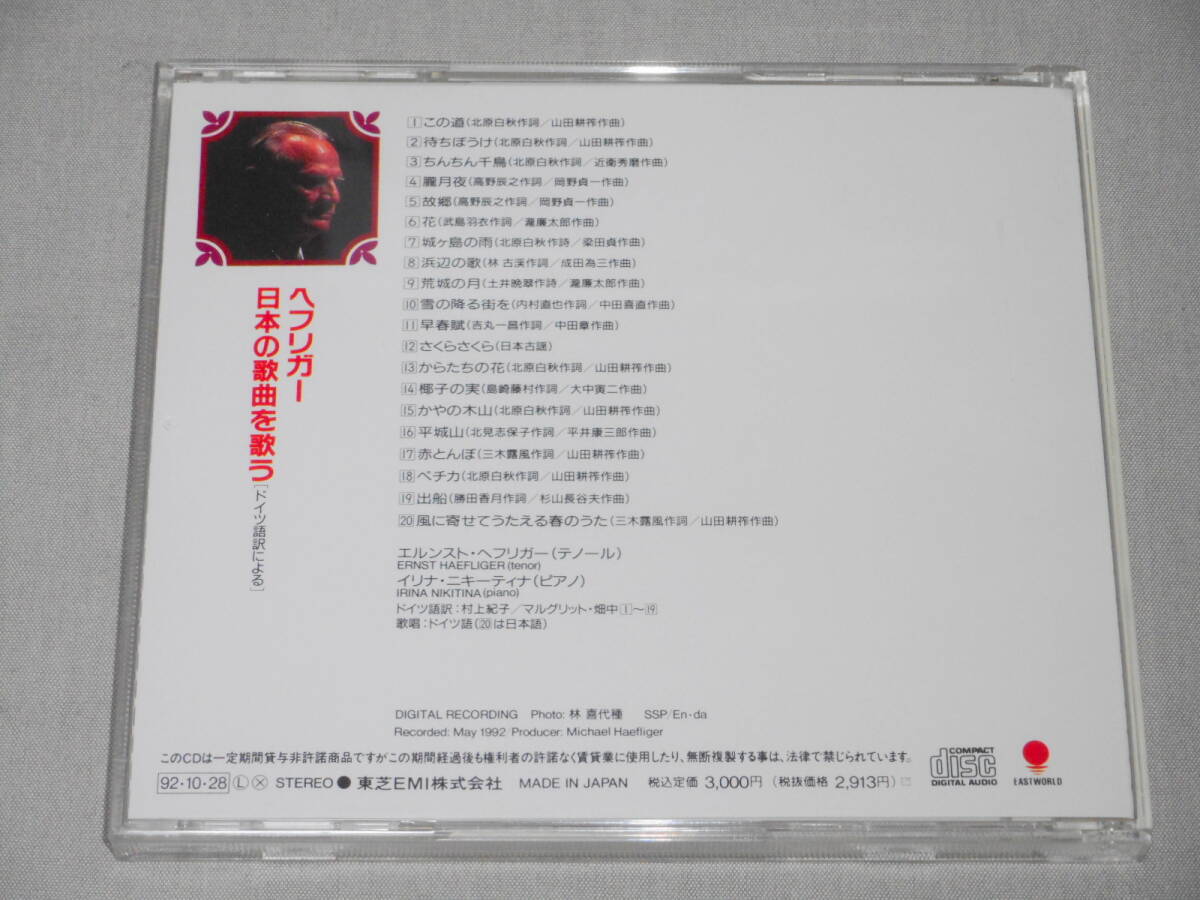 ヘフリガー
日本の歌曲を歌う
[ドイツ語訳による]
1 この道(北原白秋作詞/山田耕筰作曲)
2 待ちぼうけ(北原白秋作詞/山田耕筰作曲)
3 ちんちん千鳥(北原白秋作詞/近衛秀麿作曲)
4 朧月夜(高野辰之作詞/岡野貞一作曲)
5 故郷(高野辰之作詞/岡野貞一作曲)
6 花(武島羽衣作詞/瀧廉太郎作曲)
7 城ヶ島の雨(北原白秋作詩/梁田貞作曲)
8 浜辺の歌(林 古渓作詞/成田為三作曲)
9 荒城の月(土井晩翠作詩/瀧廉太郎作曲)
10 雪の降る街を(内村直也作詞/中田喜直作曲)
11 早春賦(吉丸一昌作詞/中田章作曲)
12 さくらさくら(日本古謡)
13 からたちの花(北原白秋作詞/山田耕筰作曲)
14 椰子の実(島崎藤村作詞/大中寅二作曲)
15 かやの木山(北原白秋作詞/山田耕筰作曲)
16 平城山(北見志保子作詞/平井康三郎作曲)
17 赤とんぼ(三木露風作詞/山田耕筰作曲)
18 ペチカ(北原白秋作詞/山田耕筰作曲)
19 出船(勝田香月作詞/杉山長谷夫作曲)
20 風に寄せてうたえる春のうた(三木露風作詞/山田耕筰作曲)
エルンスト・ヘフリガー(テノール)
ERNST HAEFLIGER (tenor)
イリナ・ニキーティナ(ピアノ)
IRINA NIKITINA (piano)
ドイツ語訳:村上紀子/マルグリット・畑中 1〜19
歌唱:ドイツ語(20は日本語)
DIGITAL RECORDING Photo: 林 喜代種 SSP/En・da
Recorded: May 1992 Producer: Michael Haefliger
このCDは一定期間貸与非許諾商品ですがこの期間経過後も権利者の許諾なく賃貸業に使用したり、無断複製する事は、法律で禁じられています。
92・10・28 Ⓛ Ⓧ STEREO ● 東芝EMI株式会社 MADE IN JAPAN 税込定価 3,000円 (税抜価格 2,913円)
COMPACT
disc
DIGITAL AUDIO
EASTWORLD